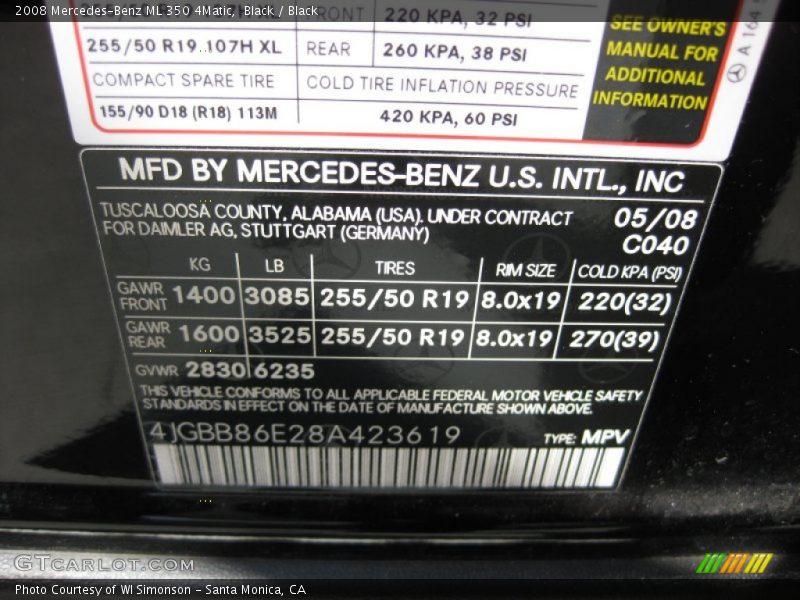 2008 Mercedes-Benz ML 350 4Matic, Black / Black
FRONT 220 KPA, 32 PSI
255/50 R19 107H XL REAR 260 KPA, 38 PSI
COMPACT SPARE TIRE COLD TIRE INFLATION PRESSURE
155/90 D18 (R18) 113M 420 KPA, 60 PSI
SEE OWNER'S
MANUAL FOR
ADDITIONAL
INFORMATION
A 164
MFD BY MERCEDES-BENZ U.S. INTL., INC
TUSCALOOSA COUNTY, ALABAMA (USA). UNDER CONTRACT 05/08
FOR DAIMLER AG, STUTTGART (GERMANY) C040
KG LB TIRES RIM SIZE COLD KPA (PSI)
GAWR FRONT 1400 3085 255/50 R19 8.0x19 220(32)
GAWR REAR 1600 3525 255/50 R19 8.0x19 270(39)
GVWR 2830 6235
THIS VEHICLE CONFORMS TO ALL APPLICABLE FEDERAL MOTOR VEHICLE SAFETY
STANDARDS IN EFFECT ON THE DATE OF MANUFACTURE SHOWN ABOVE.
4JGBB86E28A423619 TYPE: MPV
GTCARLOT.COM
Photo Courtesy of WI Simonson - Santa Monica, CA